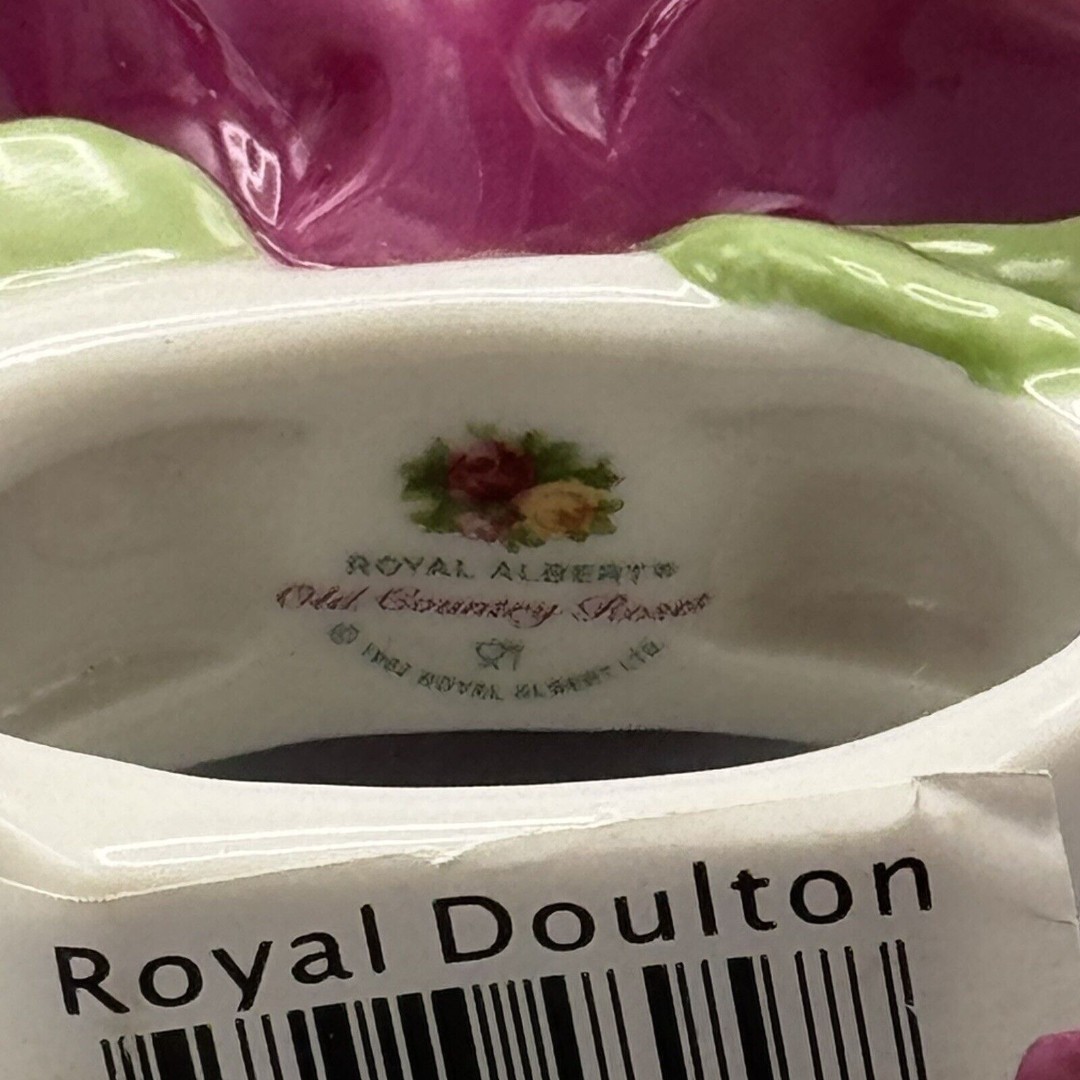 ROYAL ALBERT®
Old Country Roses
© 1962 ROYAL ALBERT LTD
Royal Doulton